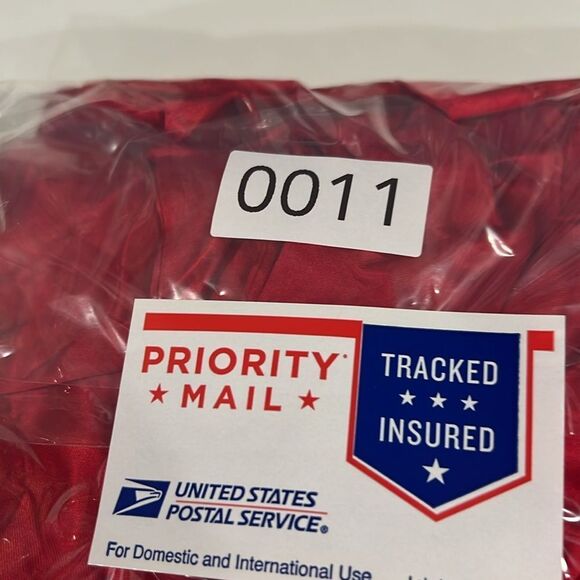 0011
PRIORITY
★ MAIL ★
TRACKED
★ ★ ★
INSURED
★
UNITED STATES
POSTAL SERVICE®
For Domestic and International Use